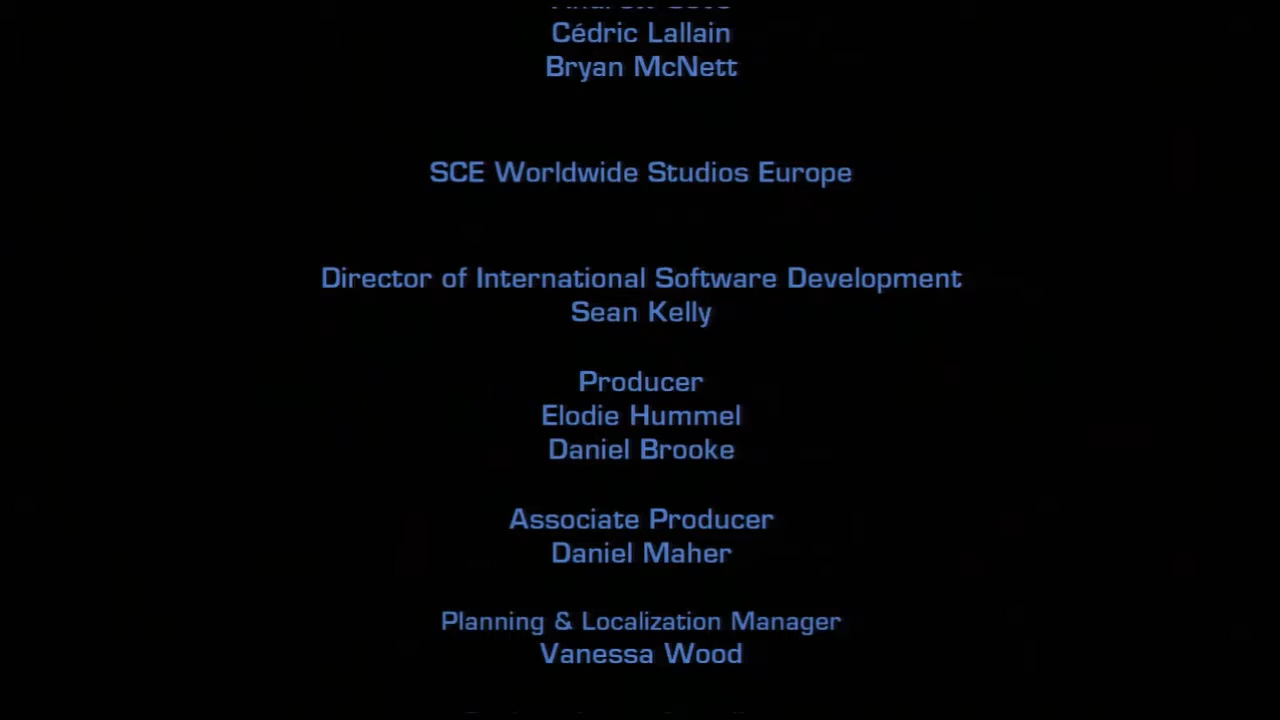 Cédric Lallain
Bryan McNett
SCE Worldwide Studios Europe
Director of International Software Development
Sean Kelly
Producer
Elodie Hummel
Daniel Brooke
Associate Producer
Daniel Maher
Planning & Localization Manager
Vanessa Wood